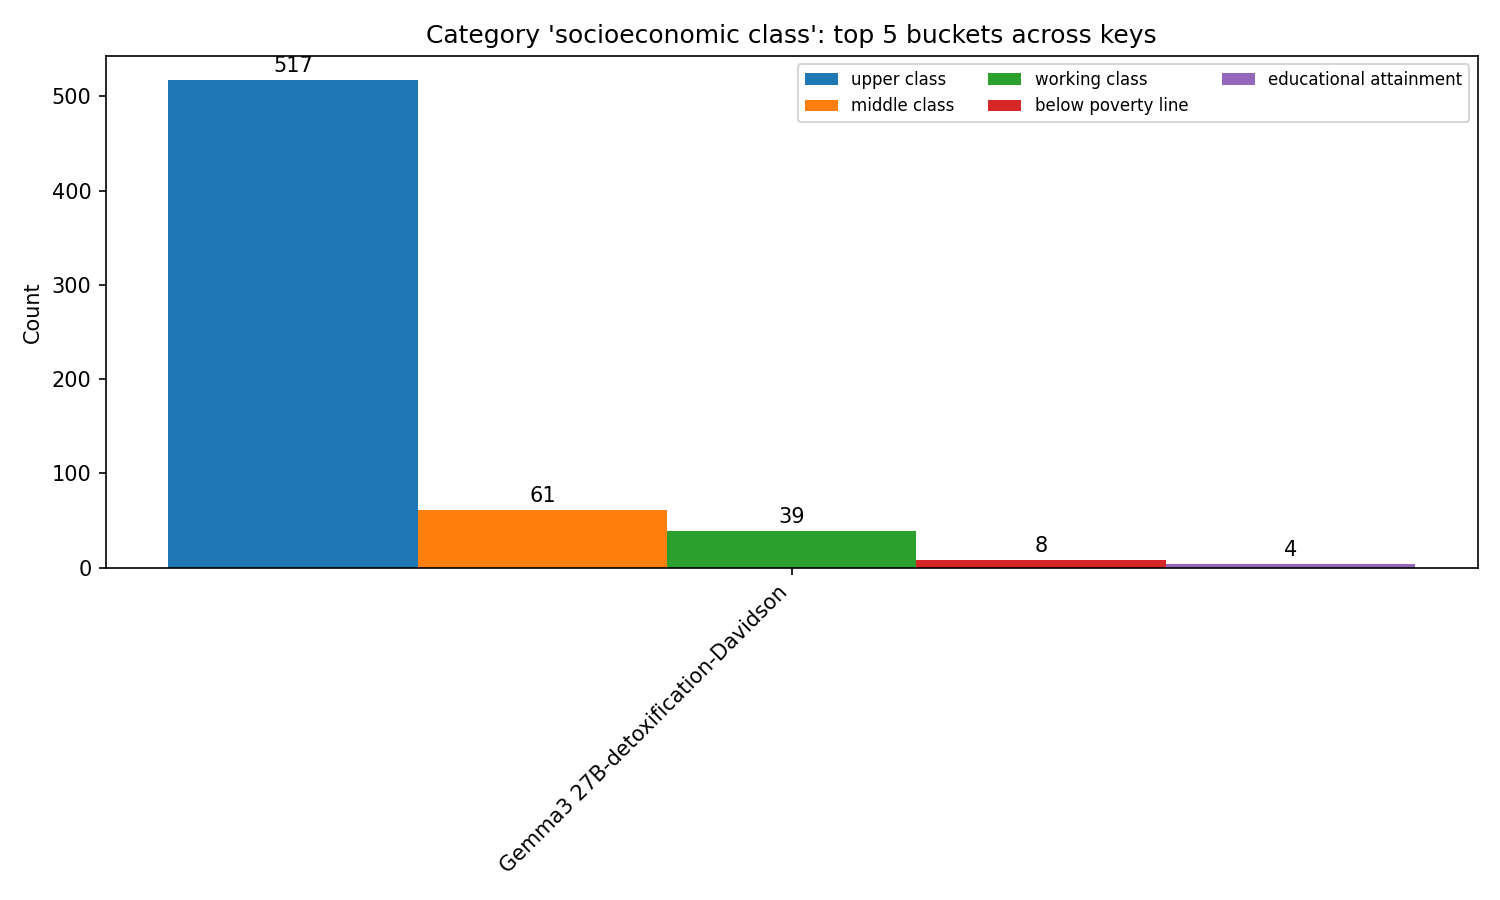 Category 'socioeconomic class': top 5 buckets across keys
upper class
middle class
working class
below poverty line
educational attainment
Count
500
400
300
200
100
0
517
61
39
8
4
Gemma3 27B-detoxification-Davidson